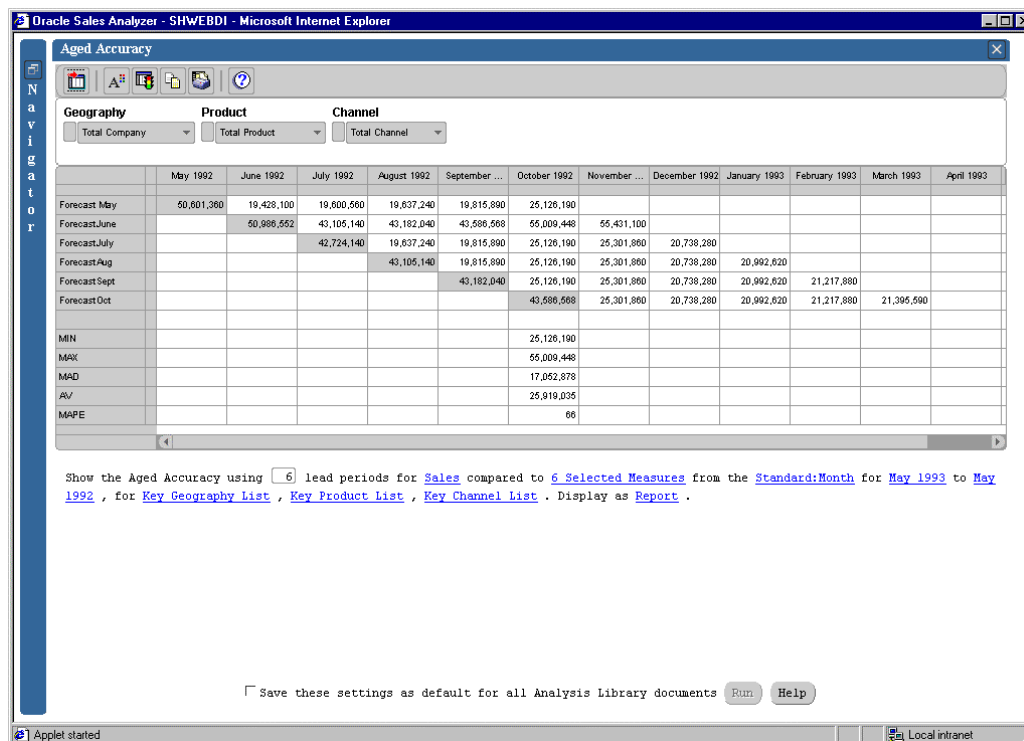 Oracle Sales Analyzer - SHWEBDI - Microsoft Internet Explorer
Navigator
Aged Accuracy
Geography Product Channel
Total Company Total Product Total Channel
May 1992 June 1992 July 1992 August 1992 September ... October 1992 November ... December 1992 January 1993 February 1993 March 1993 April 1993
Forecast May 50,601,360 19,428,100 19,600,560 19,637,240 19,815,890 25,126,190
ForecastJune 50,986,552 43,105,140 43,182,040 43,586,568 55,009,448 55,431,100
ForecastJuly 42,724,140 19,637,240 19,815,890 25,126,190 25,301,860 20,738,280
ForecastAug 43,105,140 19,815,890 25,126,190 25,301,860 20,738,280 20,992,620
ForecastSept 43,182,040 25,126,190 25,301,860 20,738,280 20,992,620 21,217,880
ForecastOct 43,586,568 25,301,860 20,738,280 20,992,620 21,217,880 21,395,590
MIN 25,126,190
MAX 55,009,448
MAD 17,052,878
AV 25,919,035
MAPE 66
Show the Aged Accuracy using 6 lead periods for Sales compared to 6 Selected Measures from the Standard:Month for May 1993 to May
1992 , for Key Geography List , Key Product List , Key Channel List . Display as Report .
Save these settings as default for all Analysis Library documents Run Help
Applet started Local intranet